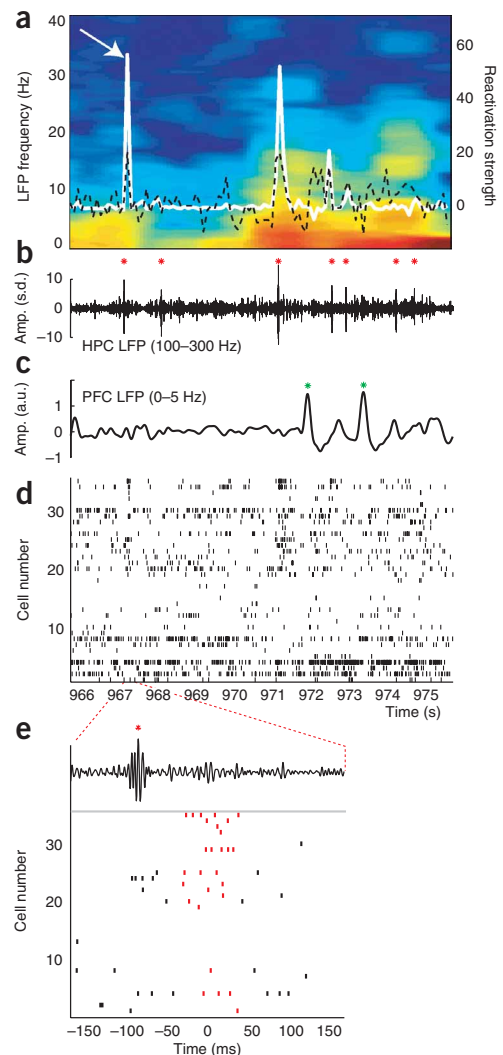 a
40
30
20
10
0
LFP frequency (Hz)
60
40
20
0
Reactivation strength
b
* * * * * * *
10
0
−10
Amp. (s.d.)
HPC LFP (100–300 Hz)
c
* *
1
0
−1
Amp. (a.u.)
PFC LFP (0–5 Hz)
d
30
20
10
Cell number
966 967 968 969 970 971 972 973 974 975
Time (s)
e
*
30
20
10
Cell number
−150 −100 −50 0 50 100 150
Time (ms)